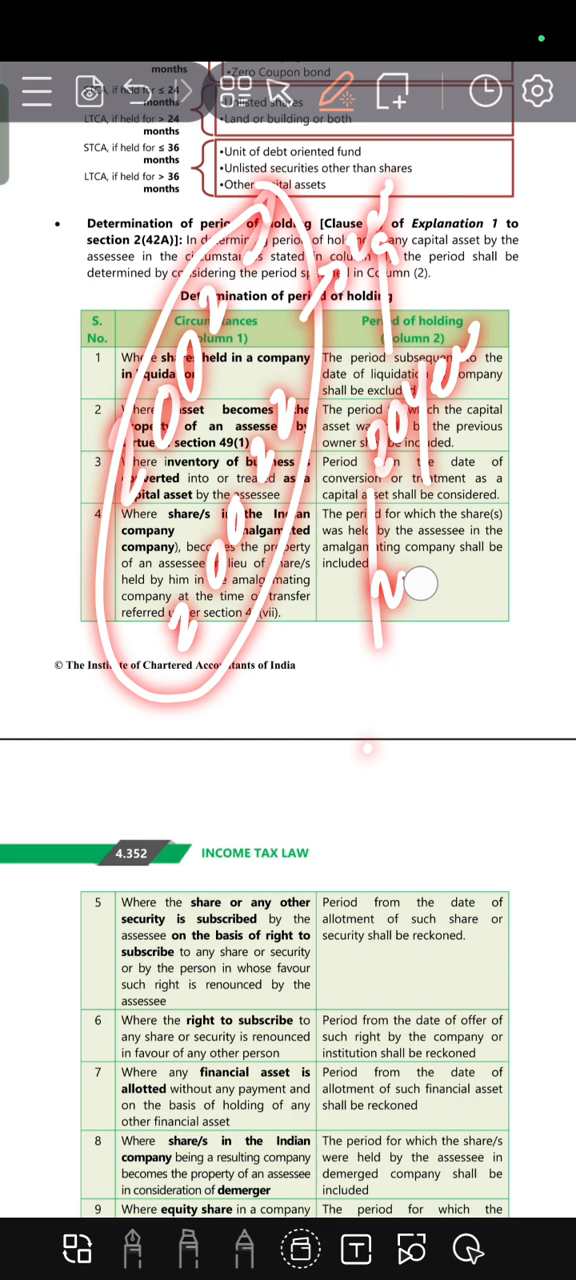 months
•Zero Coupon bond
STCA, if held for ≤ 24
months
•Unlisted shares
LTCA, if held for > 24
months
•Land or building or both
STCA, if held for ≤ 36
months
LTCA, if held for > 36
months
•Unit of debt oriented fund
•Unlisted securities other than shares
•Other capital assets
• Determination of period of holding [Clause of Explanation 1 to
section 2(42A)]: In determining period of holding any capital asset by the
assessee in the circumstances stated in column the period shall be
determined by considering the period specified in Column (2).
Determination of period of holding
S. No.
Circumstances
(Column 1)
Period of holding
(Column 2)
1
Where shares held in a company
in liquidation
The period subsequent to the
date of liquidation company
shall be excluded
2
Where asset becomes the
property of an assessee by
virtue section 49(1)
The period which the capital
asset was by the previous
owner shall be included.
3
Where inventory of business is
converted into or treated as a
capital asset by the assessee
Period from the date of
conversion or treatment as a
capital asset shall be considered.
4
Where share/s in the Indian
company amalgamated
company), becomes the property
of an assessee in lieu of share/s
held by him in amalgamating
company at the time of transfer
referred under section (vii).
The period for which the share(s)
was held by the assessee in the
amalgamating company shall be
included
© The Institute of Chartered Accountants of India
4.352 INCOME TAX LAW
5
Where the share or any other
security is subscribed by the
assessee on the basis of right to
subscribe to any share or security
or by the person in whose favour
such right is renounced by the
assessee
Period from the date of
allotment of such share or
security shall be reckoned.
6
Where the right to subscribe to
any share or security is renounced
in favour of any other person
Period from the date of offer of
such right by the company or
institution shall be reckoned
7
Where any financial asset is
allotted without any payment and
on the basis of holding of any
other financial asset
Period from the date of
allotment of such financial asset
shall be reckoned
8
Where share/s in the Indian
company being a resulting company
becomes the property of an assessee
in consideration of demerger
The period for which the share/s
were held by the assessee in
demerged company shall be
included
9
Where equity share in a company
The period for which the